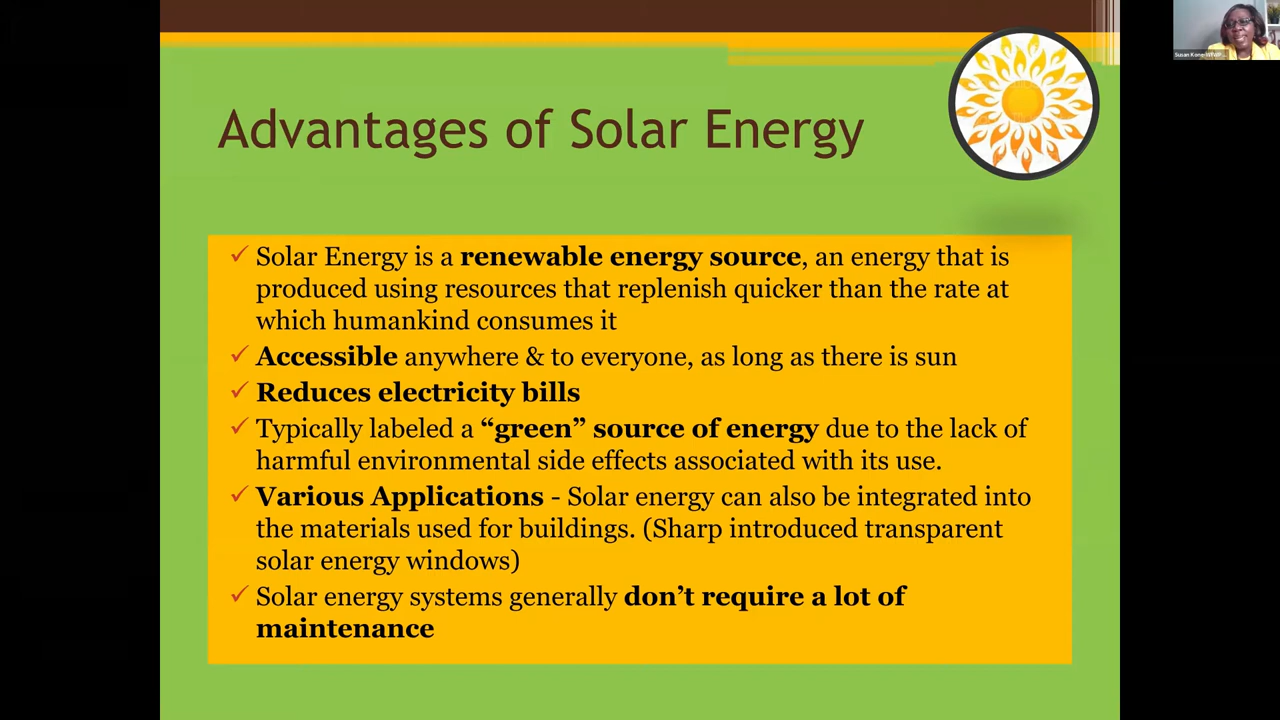 Advantages of Solar Energy
✓ Solar Energy is a renewable energy source, an energy that is
produced using resources that replenish quicker than the rate at
which humankind consumes it
✓ Accessible anywhere & to everyone, as long as there is sun
✓ Reduces electricity bills
✓ Typically labeled a “green” source of energy due to the lack of
harmful environmental side effects associated with its use.
✓ Various Applications - Solar energy can also be integrated into
the materials used for buildings. (Sharp introduced transparent
solar energy windows)
✓ Solar energy systems generally don’t require a lot of
maintenance
Susan